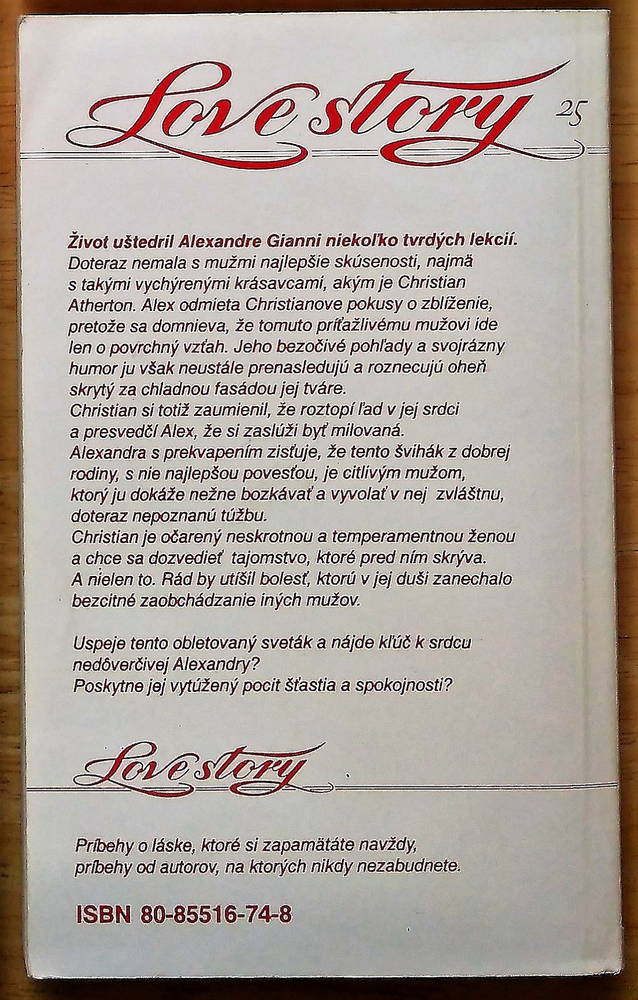 Love story 25
Život uštedril Alexandre Gianni niekoľko tvrdých lekcií.
Doteraz nemala s mužmi najlepšie skúsenosti, najmä
s takými vychýrenými krásavcami, akým je Christian
Atherton. Alex odmieta Christianove pokusy o zblíženie,
pretože sa domnieva, že tomuto príťažlivému mužovi ide
len o povrchný vzťah. Jeho bezočivé pohľady a svojrázny
humor ju však neustále prenasledujú a roznecujú oheň
skrytý za chladnou fasádou jej tváre.
Christian si totiž zaumienil, že roztopí ľad v jej srdci
a presvedčí Alex, že si zaslúži byť milovaná.
Alexandra s prekvapením zisťuje, že tento švihák z dobrej
rodiny, s nie najlepšou povesťou, je citlivým mužom,
ktorý ju dokáže nežne bozkávať a vyvolať v nej zvláštnu,
doteraz nepoznanú túžbu.
Christian je očarený neskrotnou a temperamentnou ženou
a chce sa dozvedieť tajomstvo, ktoré pred ním skrýva.
A nielen to. Rád by utíšil bolesť, ktorú v jej duši zanechalo
bezcitné zaobchádzanie iných mužov.
Uspeje tento obletovaný sveták a nájde kľúč k srdcu
nedôverčivej Alexandry?
Poskytne jej vytúžený pocit šťastia a spokojnosti?
Love story
Príbehy o láske, ktoré si zapamätáte navždy,
príbehy od autorov, na ktorých nikdy nezabudnete.
ISBN 80-85516-74-8